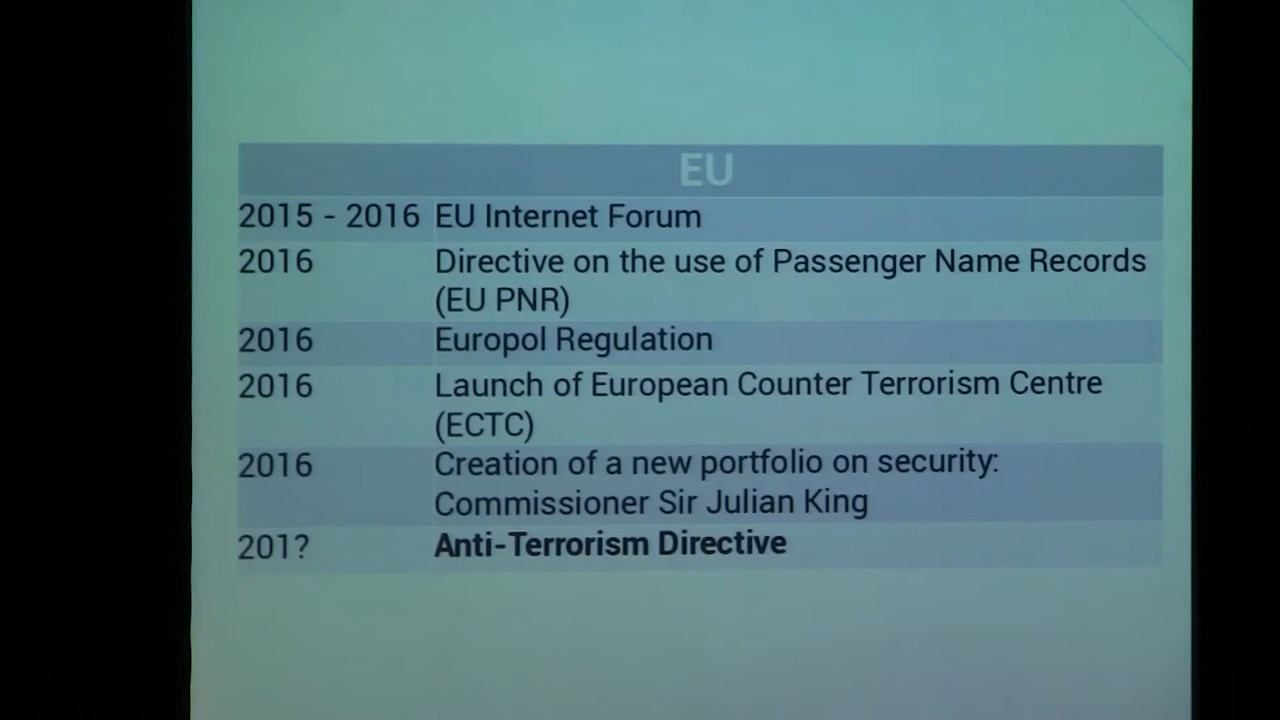 EU
2015 - 2016 EU Internet Forum
2016 Directive on the use of Passenger Name Records
(EU PNR)
2016 Europol Regulation
2016 Launch of European Counter Terrorism Centre
(ECTC)
2016 Creation of a new portfolio on security:
Commissioner Sir Julian King
201? Anti-Terrorism Directive